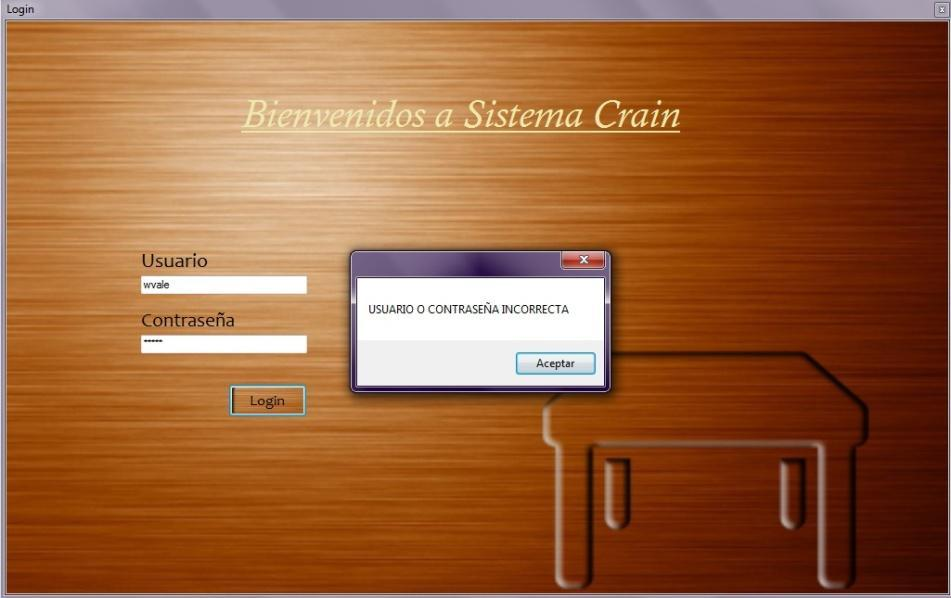 Login
Bienvenidos a Sistema Crain
Usuario
wvale
Contraseña
*****
Login
USUARIO O CONTRASEÑA INCORRECTA
Aceptar